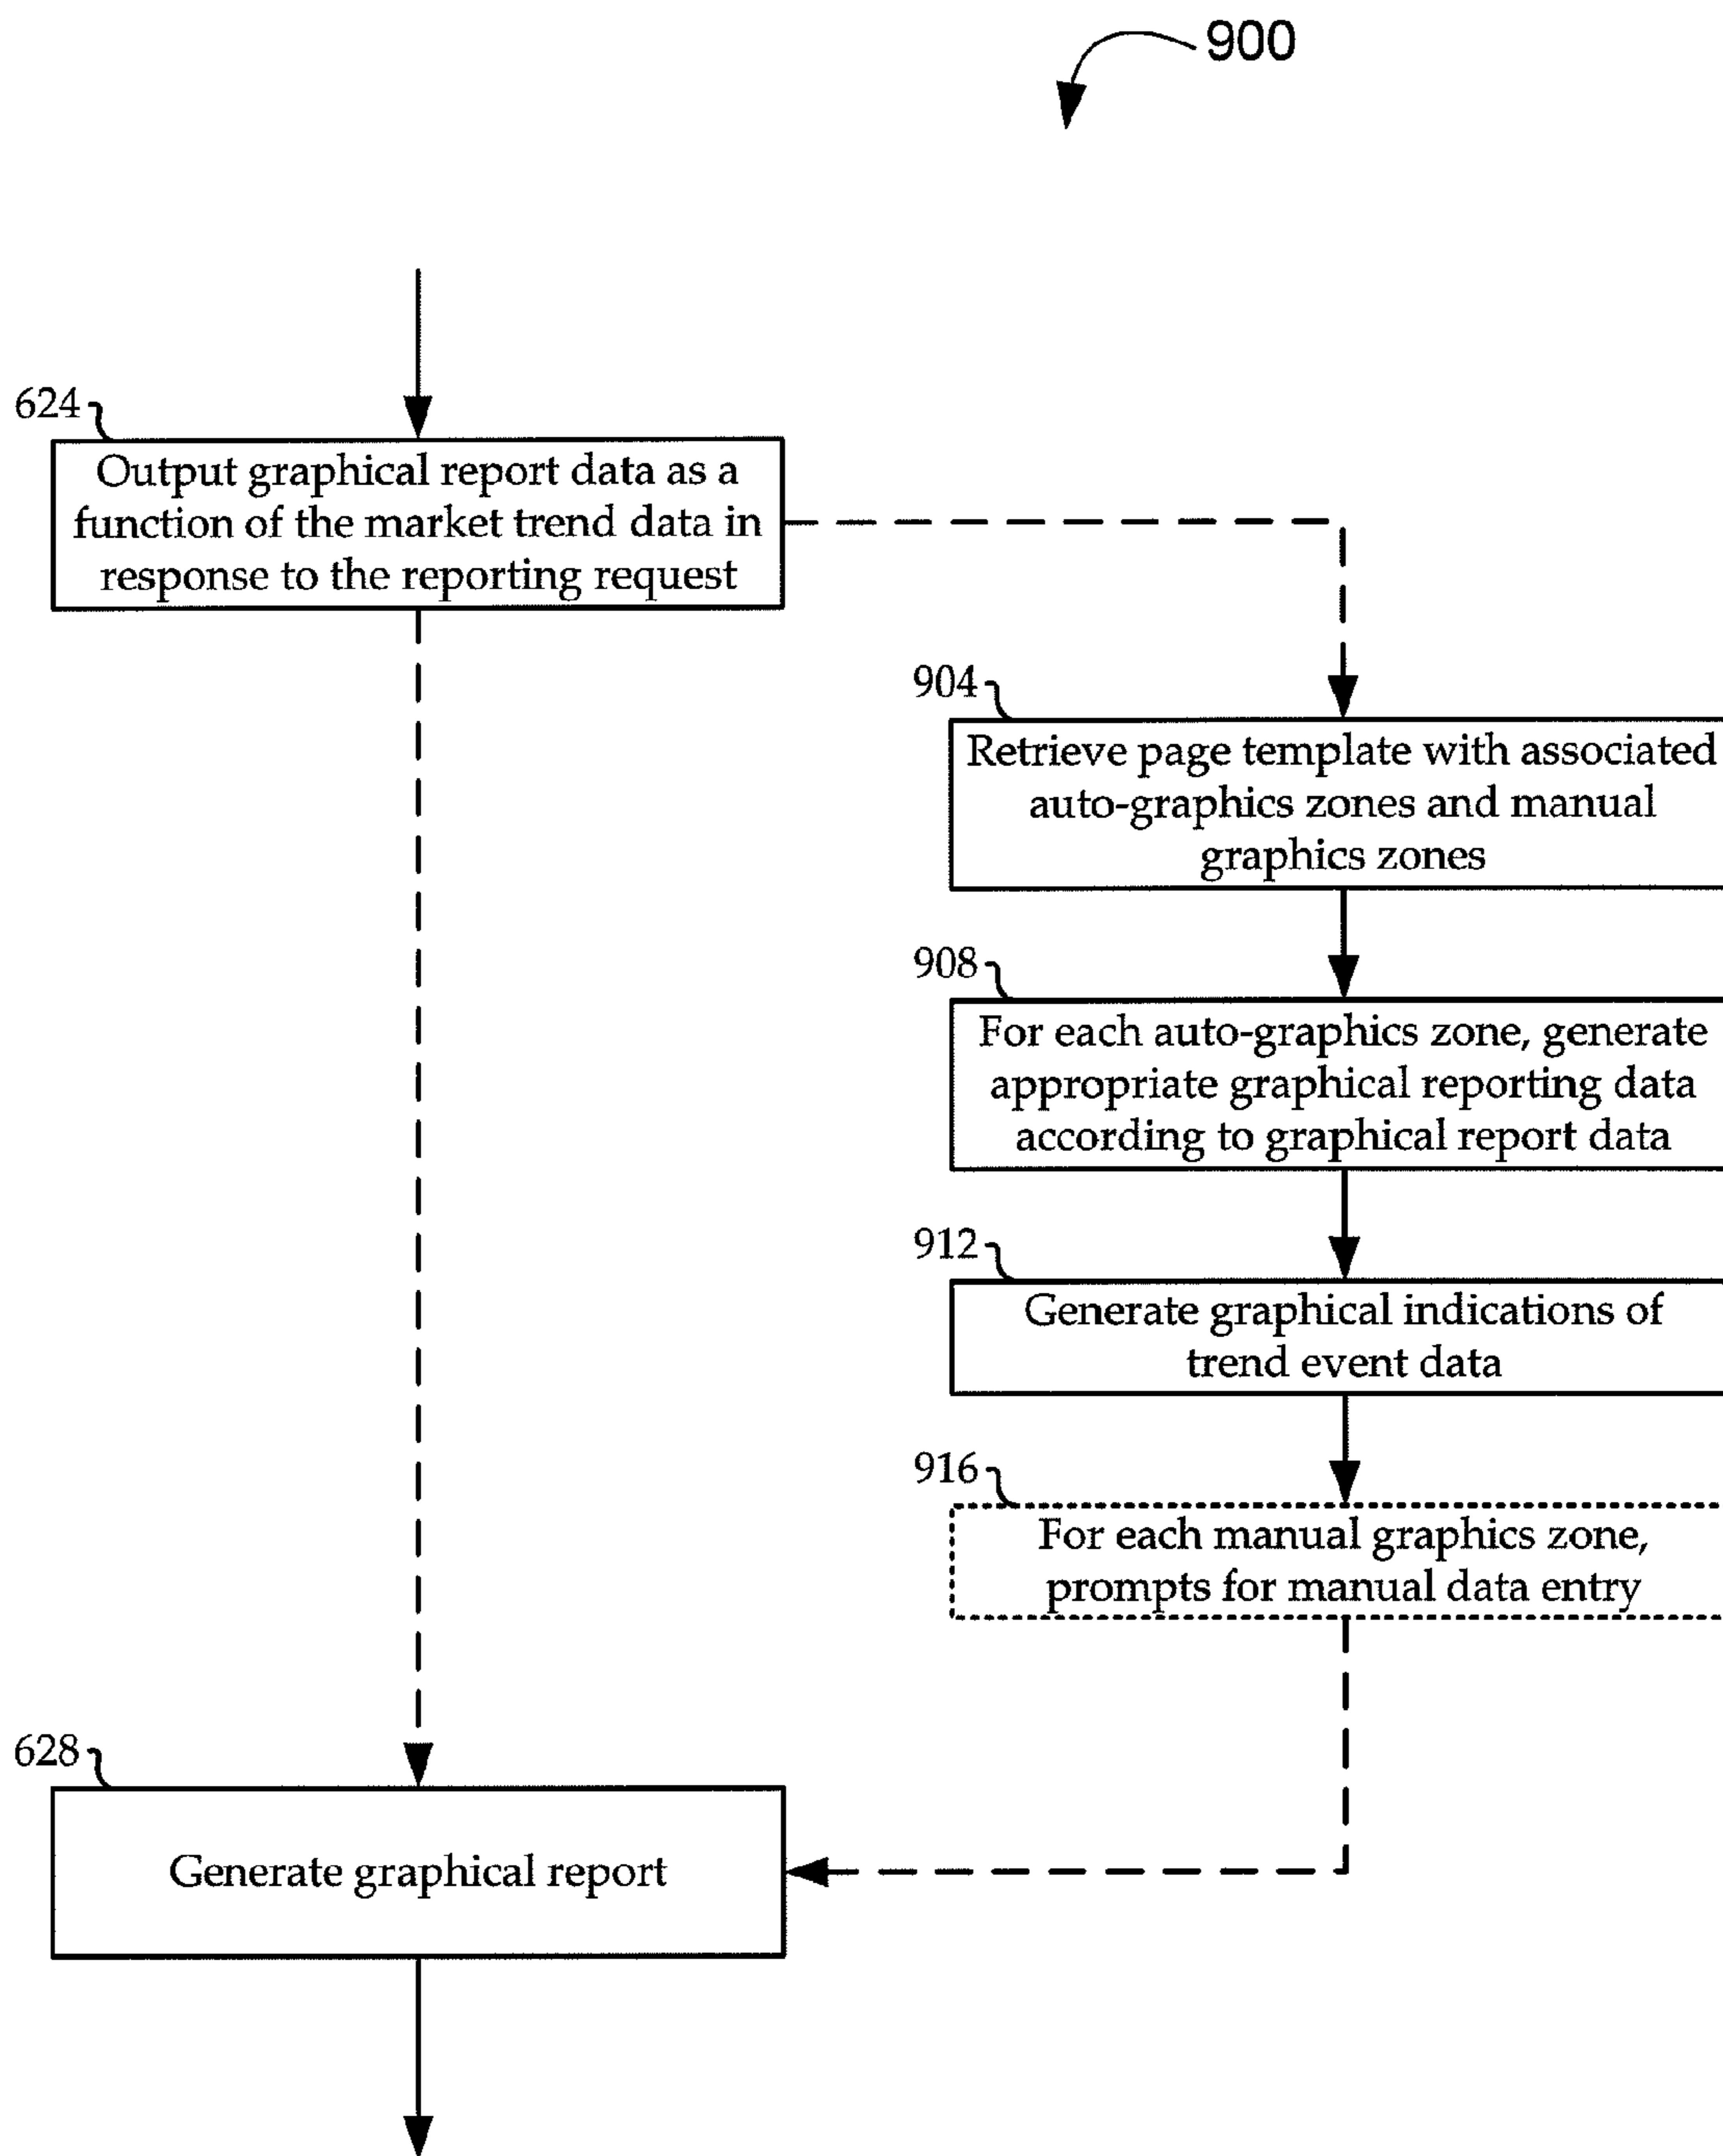 900
624
Output graphical report data as a
function of the market trend data in
response to the reporting request
904
Retrieve page template with associated
auto-graphics zones and manual
graphics zones
908
For each auto-graphics zone, generate
appropriate graphical reporting data
according to graphical report data
912
Generate graphical indications of
trend event data
916
For each manual graphics zone,
prompts for manual data entry
628
Generate graphical report